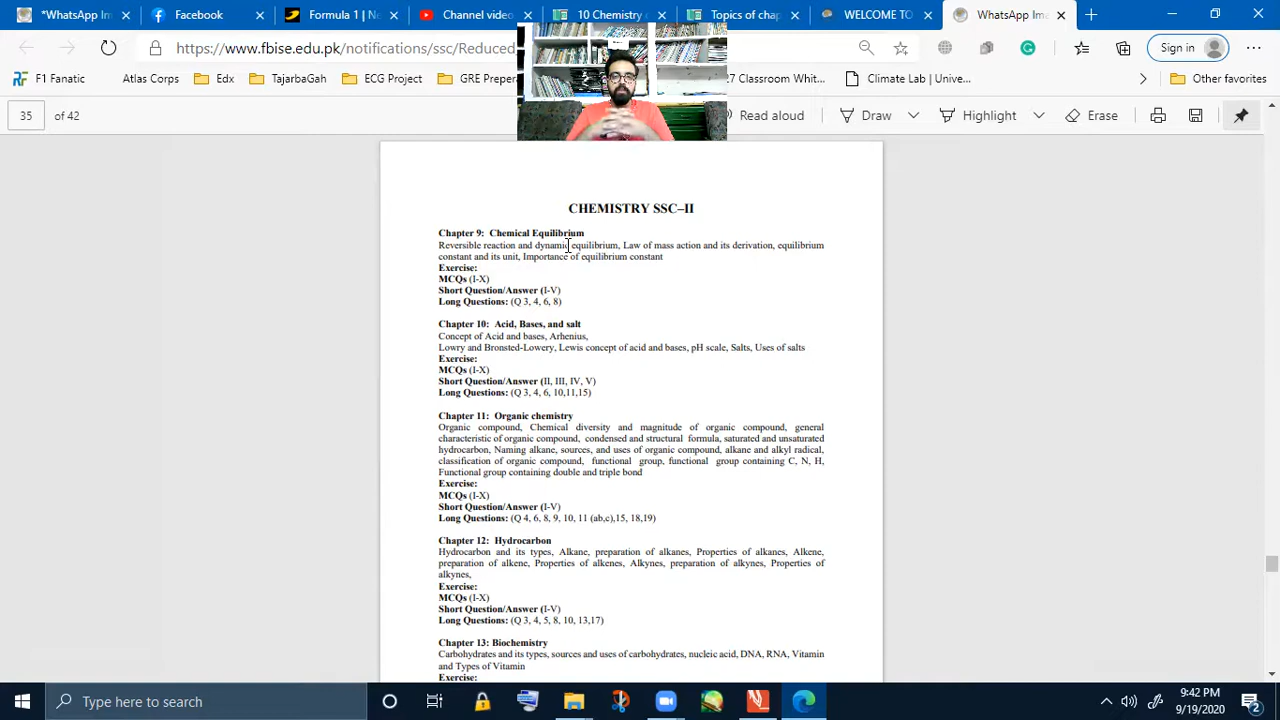 *WhatsApp Im
Facebook
Formula 1 | No
Videos channel
10 Chemistry (
Topics of chap
WELCOME TO
WhatsApp Ima
https://www.fbise.edu.pk/notifications/sic/Reduced
Sign in
F1 Fanatic
Atlas Corps
Edx
TajarbaGah
ECO Project
GRE Prepera
7 Classroom Whit...
Climate Lab | Unive...
Other favorites
35 of 42
Read aloud
Draw
Highlight
Erase
CHEMISTRY SSC–II
Chapter 9: Chemical Equilibrium
Reversible reaction and dynamic equilibrium, Law of mass action and its derivation, equilibrium
constant and its unit, Importance of equilibrium constant
Exercise:
MCQs (I-X)
Short Question/Answer (I-V)
Long Questions: (Q 3, 4, 6, 8)
Chapter 10: Acid, Bases, and salt
Concept of Acid and bases, Arhenius,
Lowry and Bronsted-Lowery, Lewis concept of acid and bases, pH scale, Salts, Uses of salts
Exercise:
MCQs (I-X)
Short Question/Answer (II, III, IV, V)
Long Questions: (Q 3, 4, 6, 10,11,15)
Chapter 11: Organic chemistry
Organic compound, Chemical diversity and magnitude of organic compound, general
characteristic of organic compound, condensed and structural formula, saturated and unsaturated
hydrocarbon, Naming alkane, sources, and uses of organic compound, alkane and alkyl radical,
classification of organic compound, functional group, functional group containing C, N, H,
Functional group containing double and triple bond
Exercise:
MCQs (I-X)
Short Question/Answer (I-V)
Long Questions: (Q 4, 6, 8, 9, 10, 11 (ab,c),15, 18,19)
Chapter 12: Hydrocarbon
Hydrocarbon and its types, Alkane, preparation of alkanes, Properties of alkanes, Alkene,
preparation of alkene, Properties of alkenes, Alkynes, preparation of alkynes, Properties of
alkynes,
Exercise:
MCQs (I-X)
Short Question/Answer (I-V)
Long Questions: (Q 3, 4, 5, 8, 10, 13,17)
Chapter 13: Biochemistry
Carbohydrates and its types, sources and uses of carbohydrates, nucleic acid, DNA, RNA, Vitamin
and Types of Vitamin
Exercise:
Type here to search
9:42 PM
9/19/2020
2